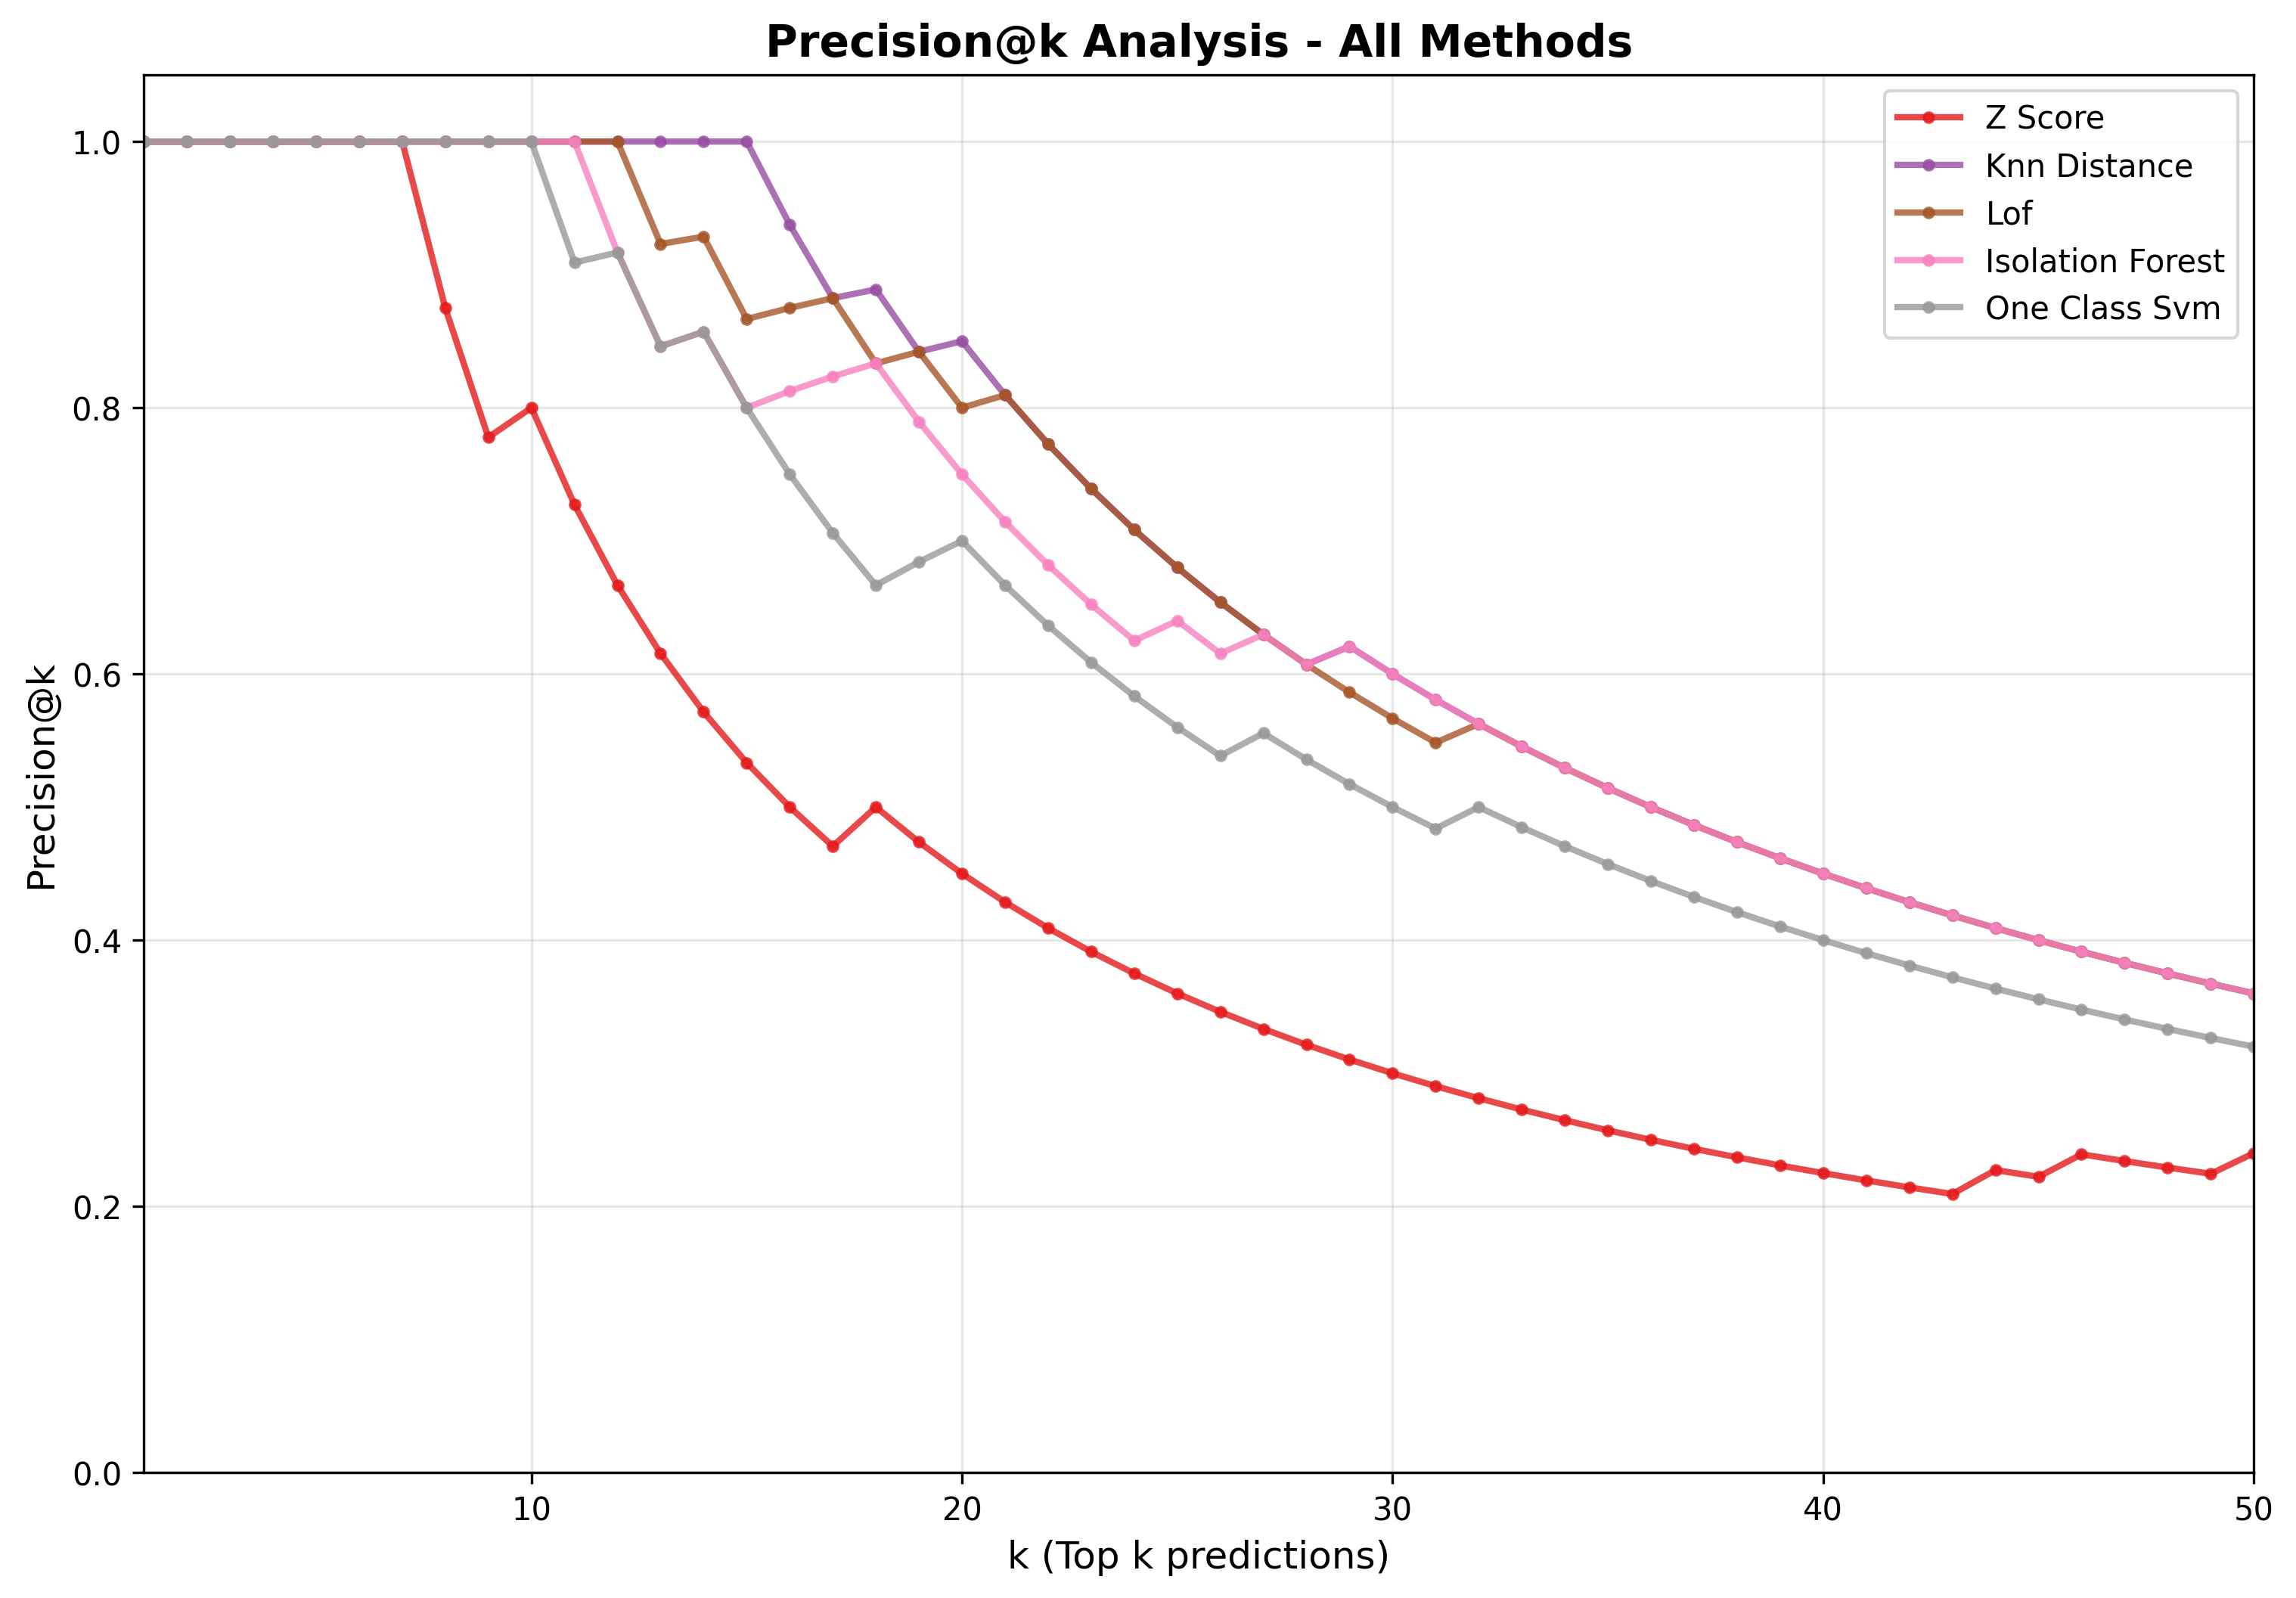 Precision@k Analysis - All Methods
Z Score
Knn Distance
Lof
Isolation Forest
One Class Svm
Precision@k
1.0
0.8
0.6
0.4
0.2
0.0
10
20
30
40
50
k (Top k predictions)